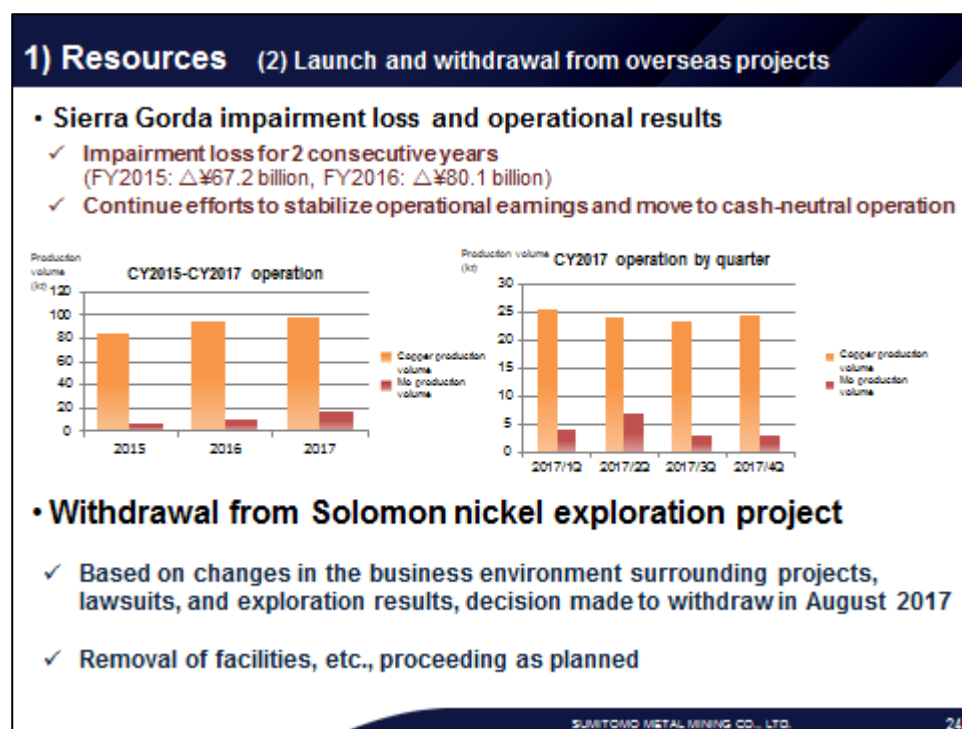 1) Resources (2) Launch and withdrawal from overseas projects
• Sierra Gorda impairment loss and operational results
✓ Impairment loss for 2 consecutive years
(FY2015: △¥67.2 billion, FY2016: △¥80.1 billion)
✓ Continue efforts to stabilize operational earnings and move to cash-neutral operation
Production
volume
(kt)
CY2015-CY2017 operation
120
100
80
60
40
20
0
2015 2016 2017
Copper production
volume
Mo production
volume
Production volume
(kt)
CY2017 operation by quarter
30
25
20
15
10
5
0
2017/1Q 2017/2Q 2017/3Q 2017/4Q
Copper production
volume
Mo production
volume
• Withdrawal from Solomon nickel exploration project
✓ Based on changes in the business environment surrounding projects,
lawsuits, and exploration results, decision made to withdraw in August 2017
✓ Removal of facilities, etc., proceeding as planned
SUMITOMO METAL MINING CO., LTD.
24